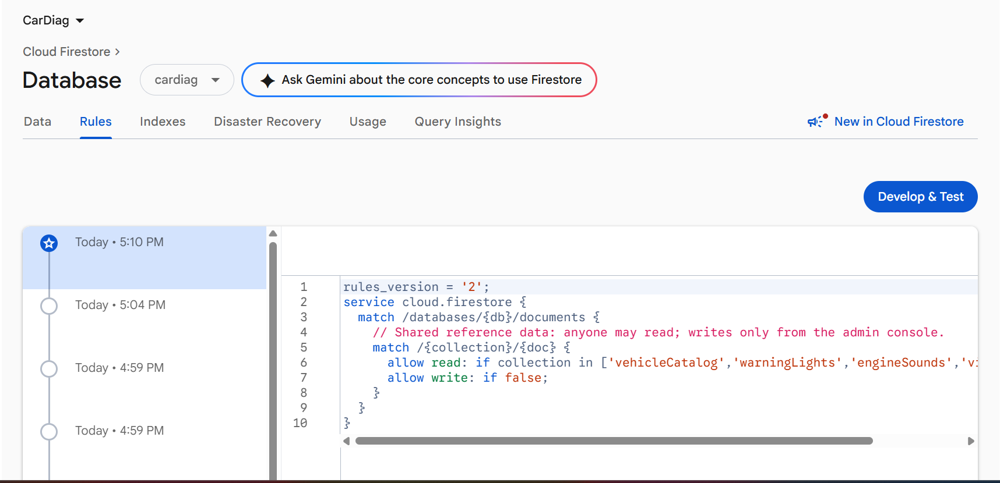 CarDiag
Cloud Firestore >
Database
cardiag
Ask Gemini about the core concepts to use Firestore
Data
Rules
Indexes
Disaster Recovery
Usage
Query Insights
New in Cloud Firestore
Develop & Test
Today • 5:10 PM
Today • 5:04 PM
Today • 4:59 PM
Today • 4:59 PM
1 rules_version = '2';
2 service cloud.firestore {
3   match /databases/{db}/documents {
4     // Shared reference data: anyone may read; writes only from the admin console.
5     match /{collection}/{doc} {
6       allow read: if collection in ['vehicleCatalog','warningLights','engineSounds','vi
7       allow write: if false;
8     }
9   }
10 }